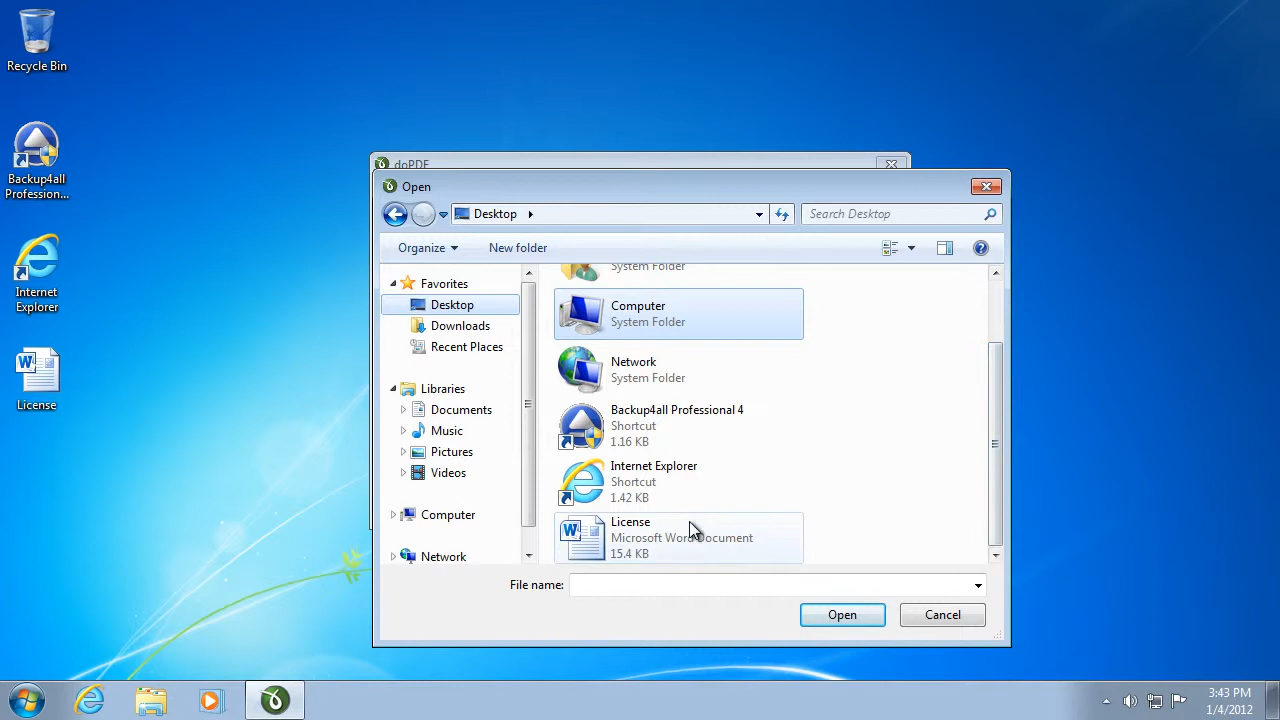 Recycle Bin
Backup4all
Profession...
Internet
Explorer
License
doPDF
Open
Desktop
Search Desktop
Organize
New folder
Favorites
Desktop
Downloads
Recent Places
Libraries
Documents
Music
Pictures
Videos
Computer
Network
System Folder
Computer
System Folder
Network
System Folder
Backup4all Professional 4
Shortcut
1.16 KB
Internet Explorer
Shortcut
1.42 KB
License
Microsoft Word Document
15.4 KB
File name:
Open
Cancel
3:43 PM
1/4/2012